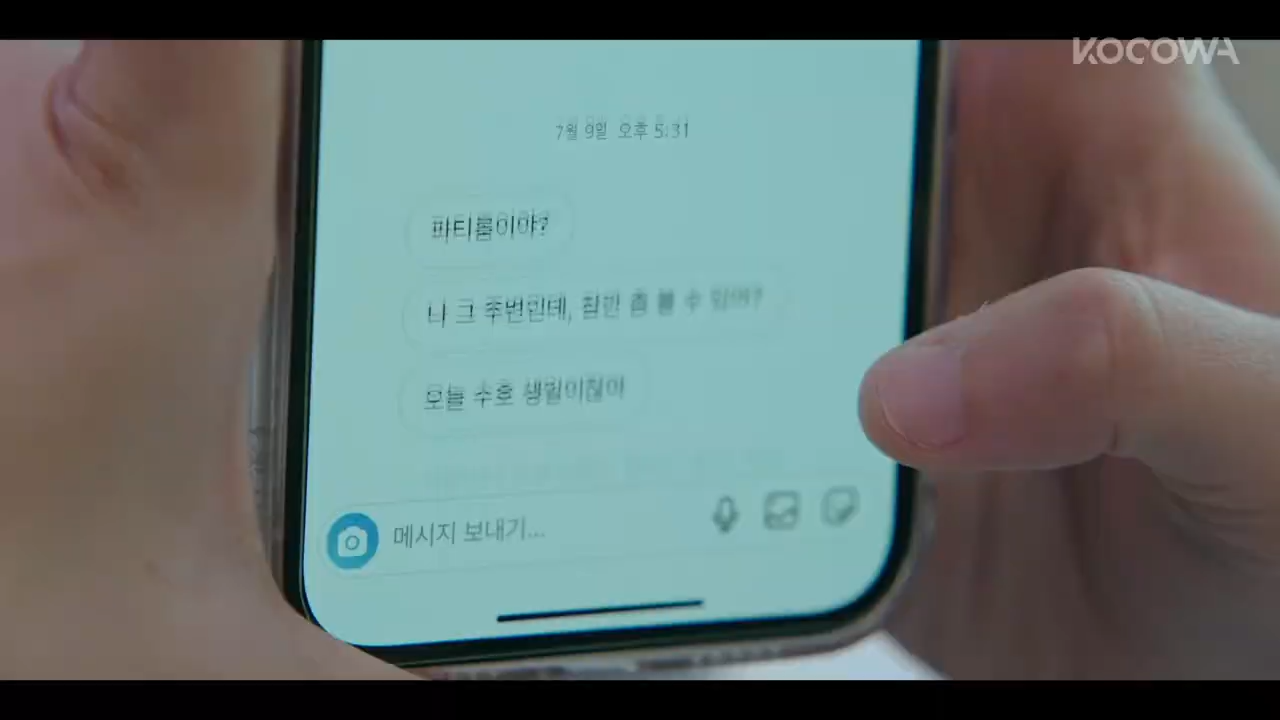 KOCOWA
7월 9일 오후 5:31
파티룸이야?
나 그 주변인데, 잠깐 좀 볼 수 있어?
오늘 수호 생일이잖아
메시지 보내기...